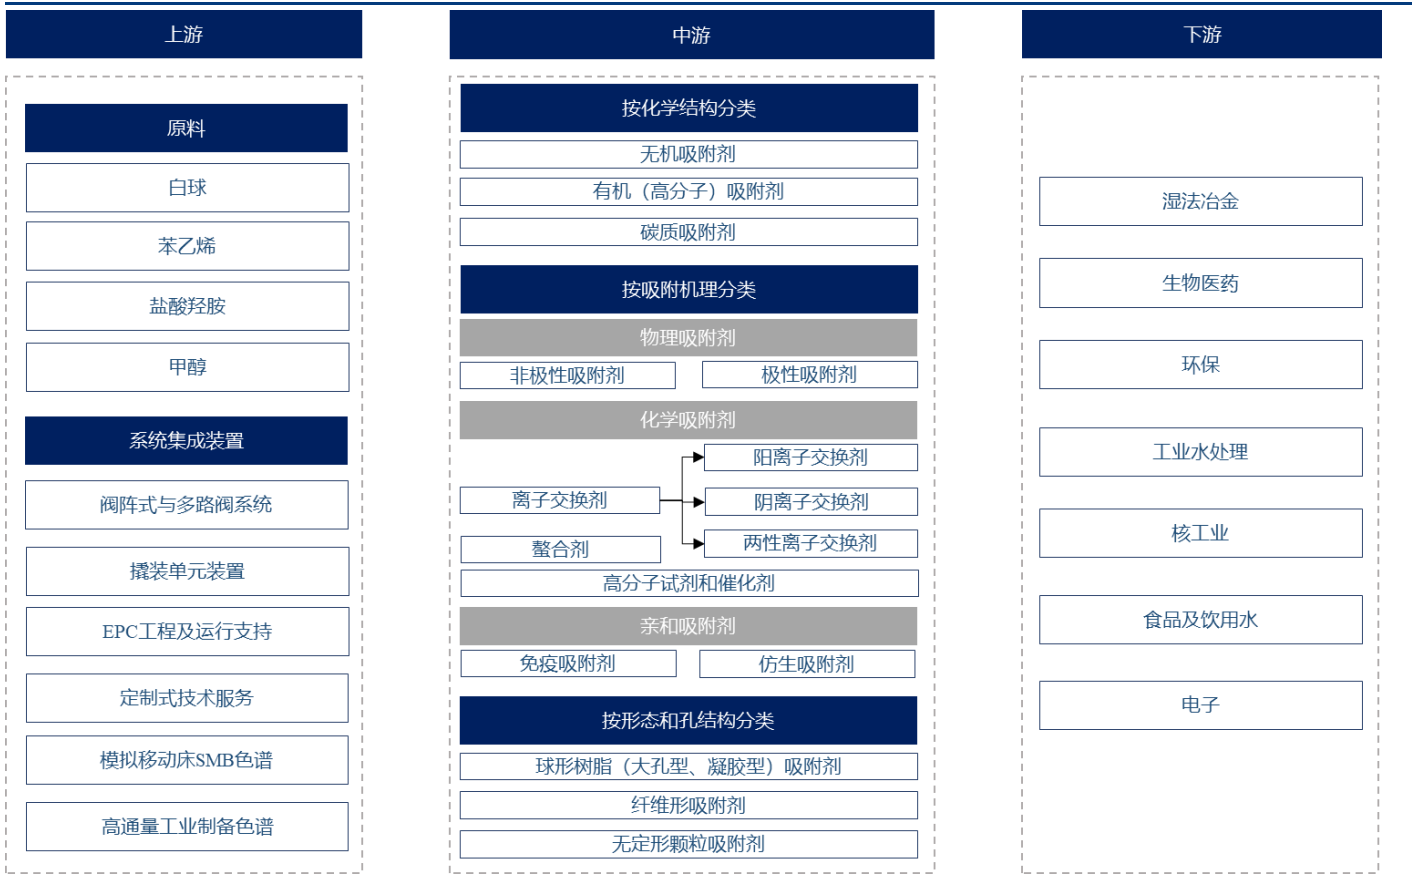 上游
原料
白球
苯乙烯
盐酸羟胺
甲醇
系统集成装置
阀阵式与多路阀系统
撬装单元装置
EPC工程及运行支持
定制式技术服务
模拟移动床SMB色谱
高通量工业制备色谱
中游
按化学结构分类
无机吸附剂
有机（高分子）吸附剂
碳质吸附剂
按吸附机理分类
物理吸附剂
非极性吸附剂 极性吸附剂
化学吸附剂
离子交换剂
阳离子交换剂
阴离子交换剂
两性离子交换剂
螯合剂
高分子试剂和催化剂
亲和吸附剂
免疫吸附剂 仿生吸附剂
按形态和孔结构分类
球形树脂（大孔型、凝胶型）吸附剂
纤维形吸附剂
无定形颗粒吸附剂
下游
湿法冶金
生物医药
环保
工业水处理
核工业
食品及饮用水
电子